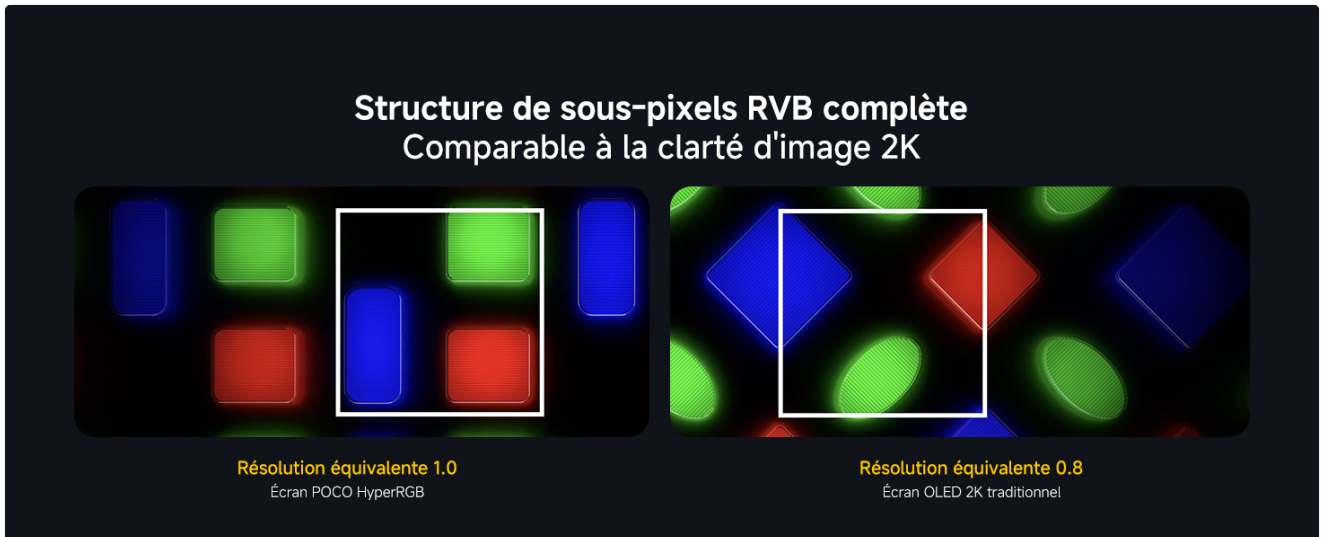 Structure de sous-pixels RVB complète
Comparable à la clarté d'image 2K
Résolution équivalente 1.0
Écran POCO HyperRGB
Résolution équivalente 0.8
Écran OLED 2K traditionnel